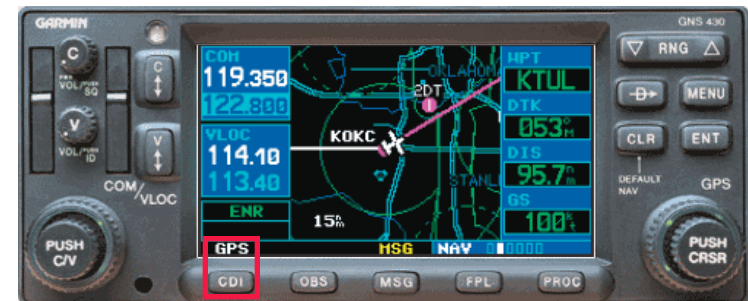 GARMIN
GNS 430
C
PWR
VOL/PUSH
SQ
C
V
VOL/PUSH
ID
V
COM/VLOC
PUSH
C/V
COM
119.350
122.800
VLOC
114.10
113.40
ENR
15nm
GPS
MSG
NAV
OKLAHOM
2DT
KOKC
STANL
WPT
KTUL
DTK
053°M
DIS
95.7nm
GS
100kt
RNG
MENU
CLR
ENT
DEFAULT
NAV
GPS
PUSH
CRSR
CDI
OBS
MSG
FPL
PROC